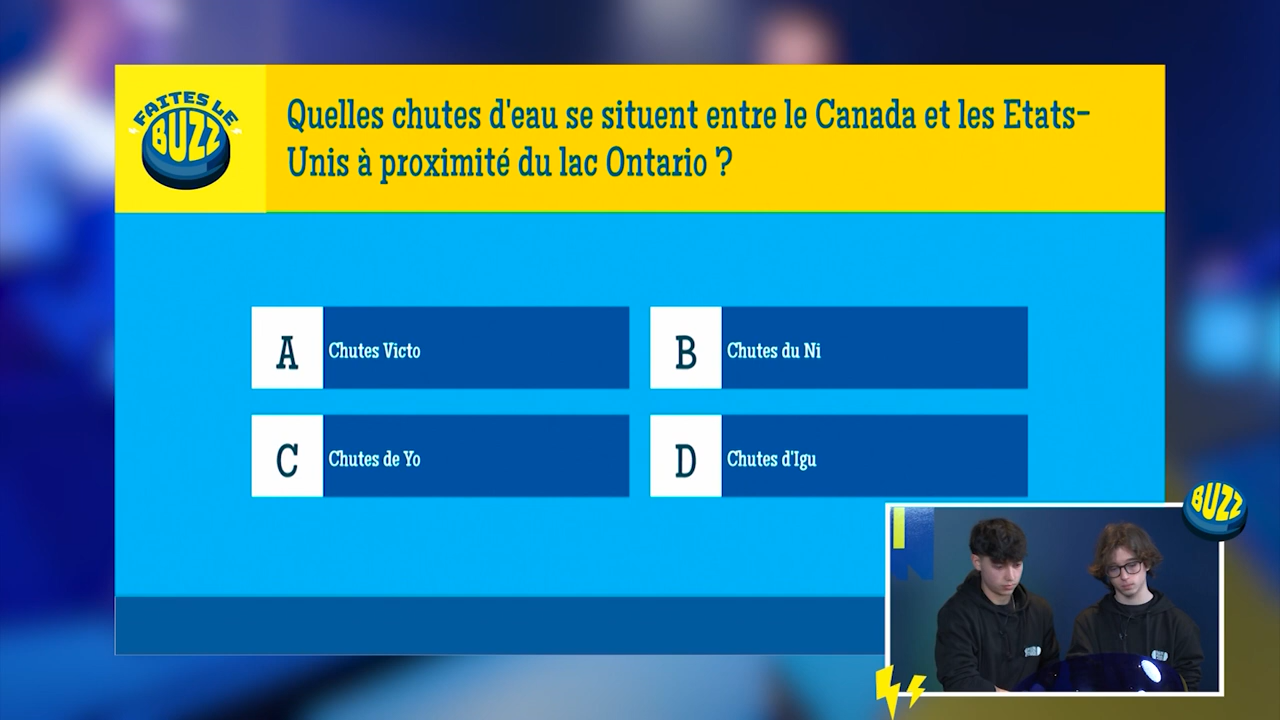 FAITES LE
BUZZ
Quelles chutes d'eau se situent entre le Canada et les Etats-
Unis à proximité du lac Ontario ?
A Chutes Victo
B Chutes du Ni
C Chutes de Yo
D Chutes d'Igu
BUZZ